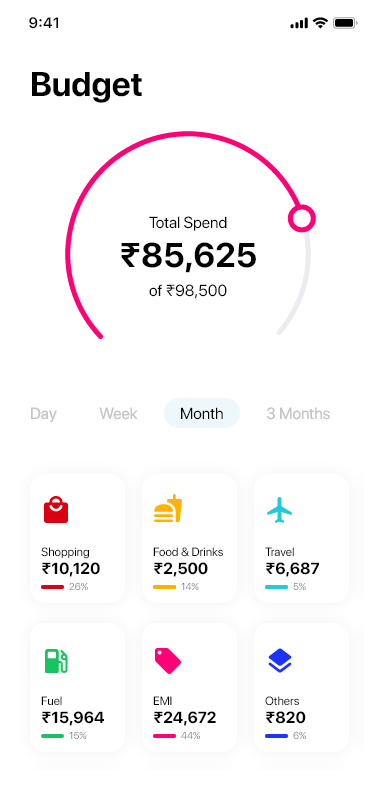 9:41
Budget
Total Spend
₹85,625
of ₹98,500
Day Week Month 3 Months
Shopping
₹10,120
26%
Food & Drinks
₹2,500
14%
Travel
₹6,687
5%
Fuel
₹15,964
15%
EMI
₹24,672
44%
Others
₹820
6%